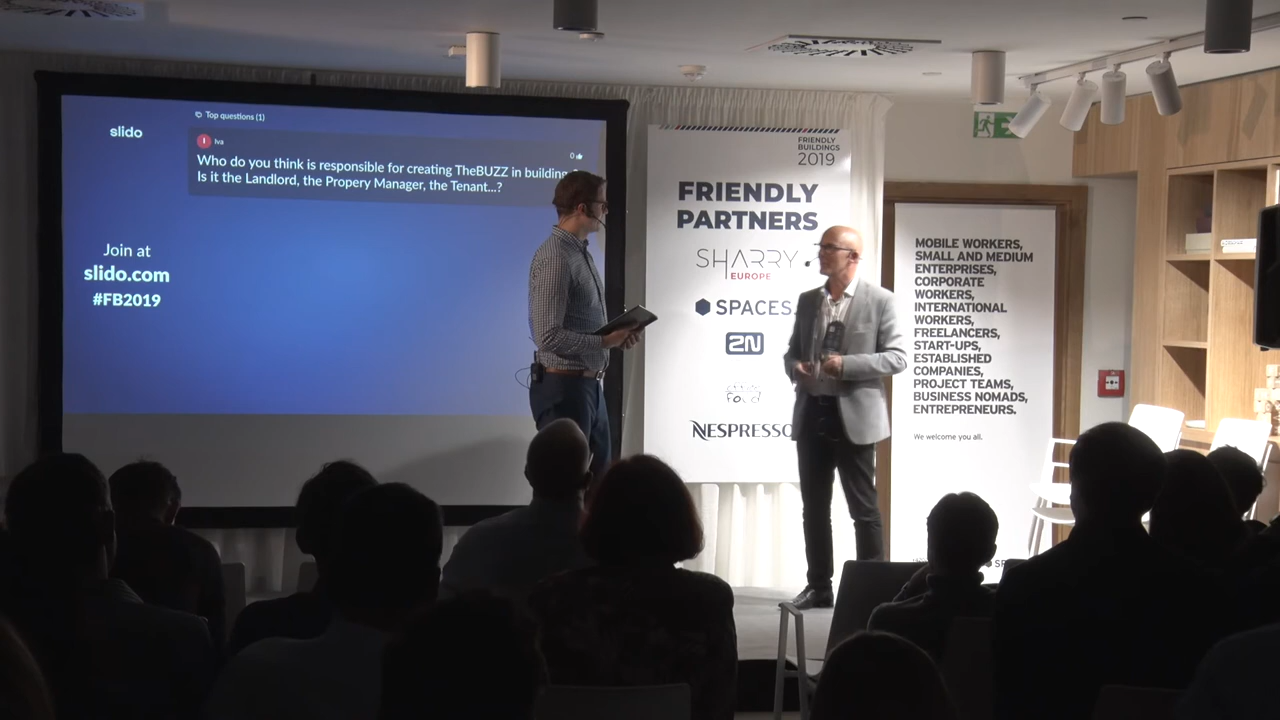 Top questions (1)
slido
Iva
0
Who do you think is responsible for creating TheBUZZ in building
Is it the Landlord, the Propery Manager, the Tenant...?
Join at
slido.com
#FB2019
FRIENDLY
BUILDINGS
2019
FRIENDLY
PARTNERS
SHARRY
EUROPE
SPACES.
2N
NESPRESSO
MOBILE WORKERS,
SMALL AND MEDIUM
ENTERPRISES,
CORPORATE
WORKERS,
INTERNATIONAL
WORKERS,
FREELANCERS,
START-UPS,
ESTABLISHED
COMPANIES,
PROJECT TEAMS,
BUSINESS NOMADS,
ENTREPRENEURS.
We welcome you all.